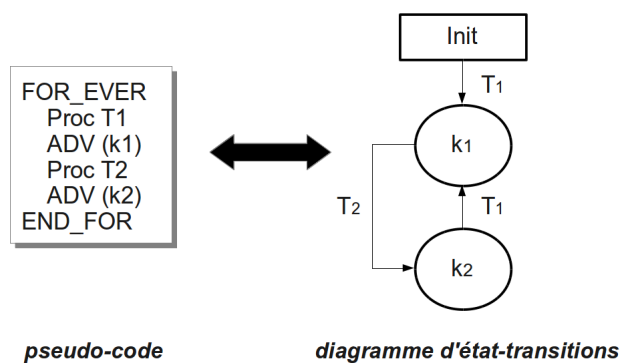 FOR_EVER
Proc T1
ADV (k1)
Proc T2
ADV (k2)
END_FOR
Init
T1
k1
T2
T1
k2
pseudo-code
diagramme d'état-transitions